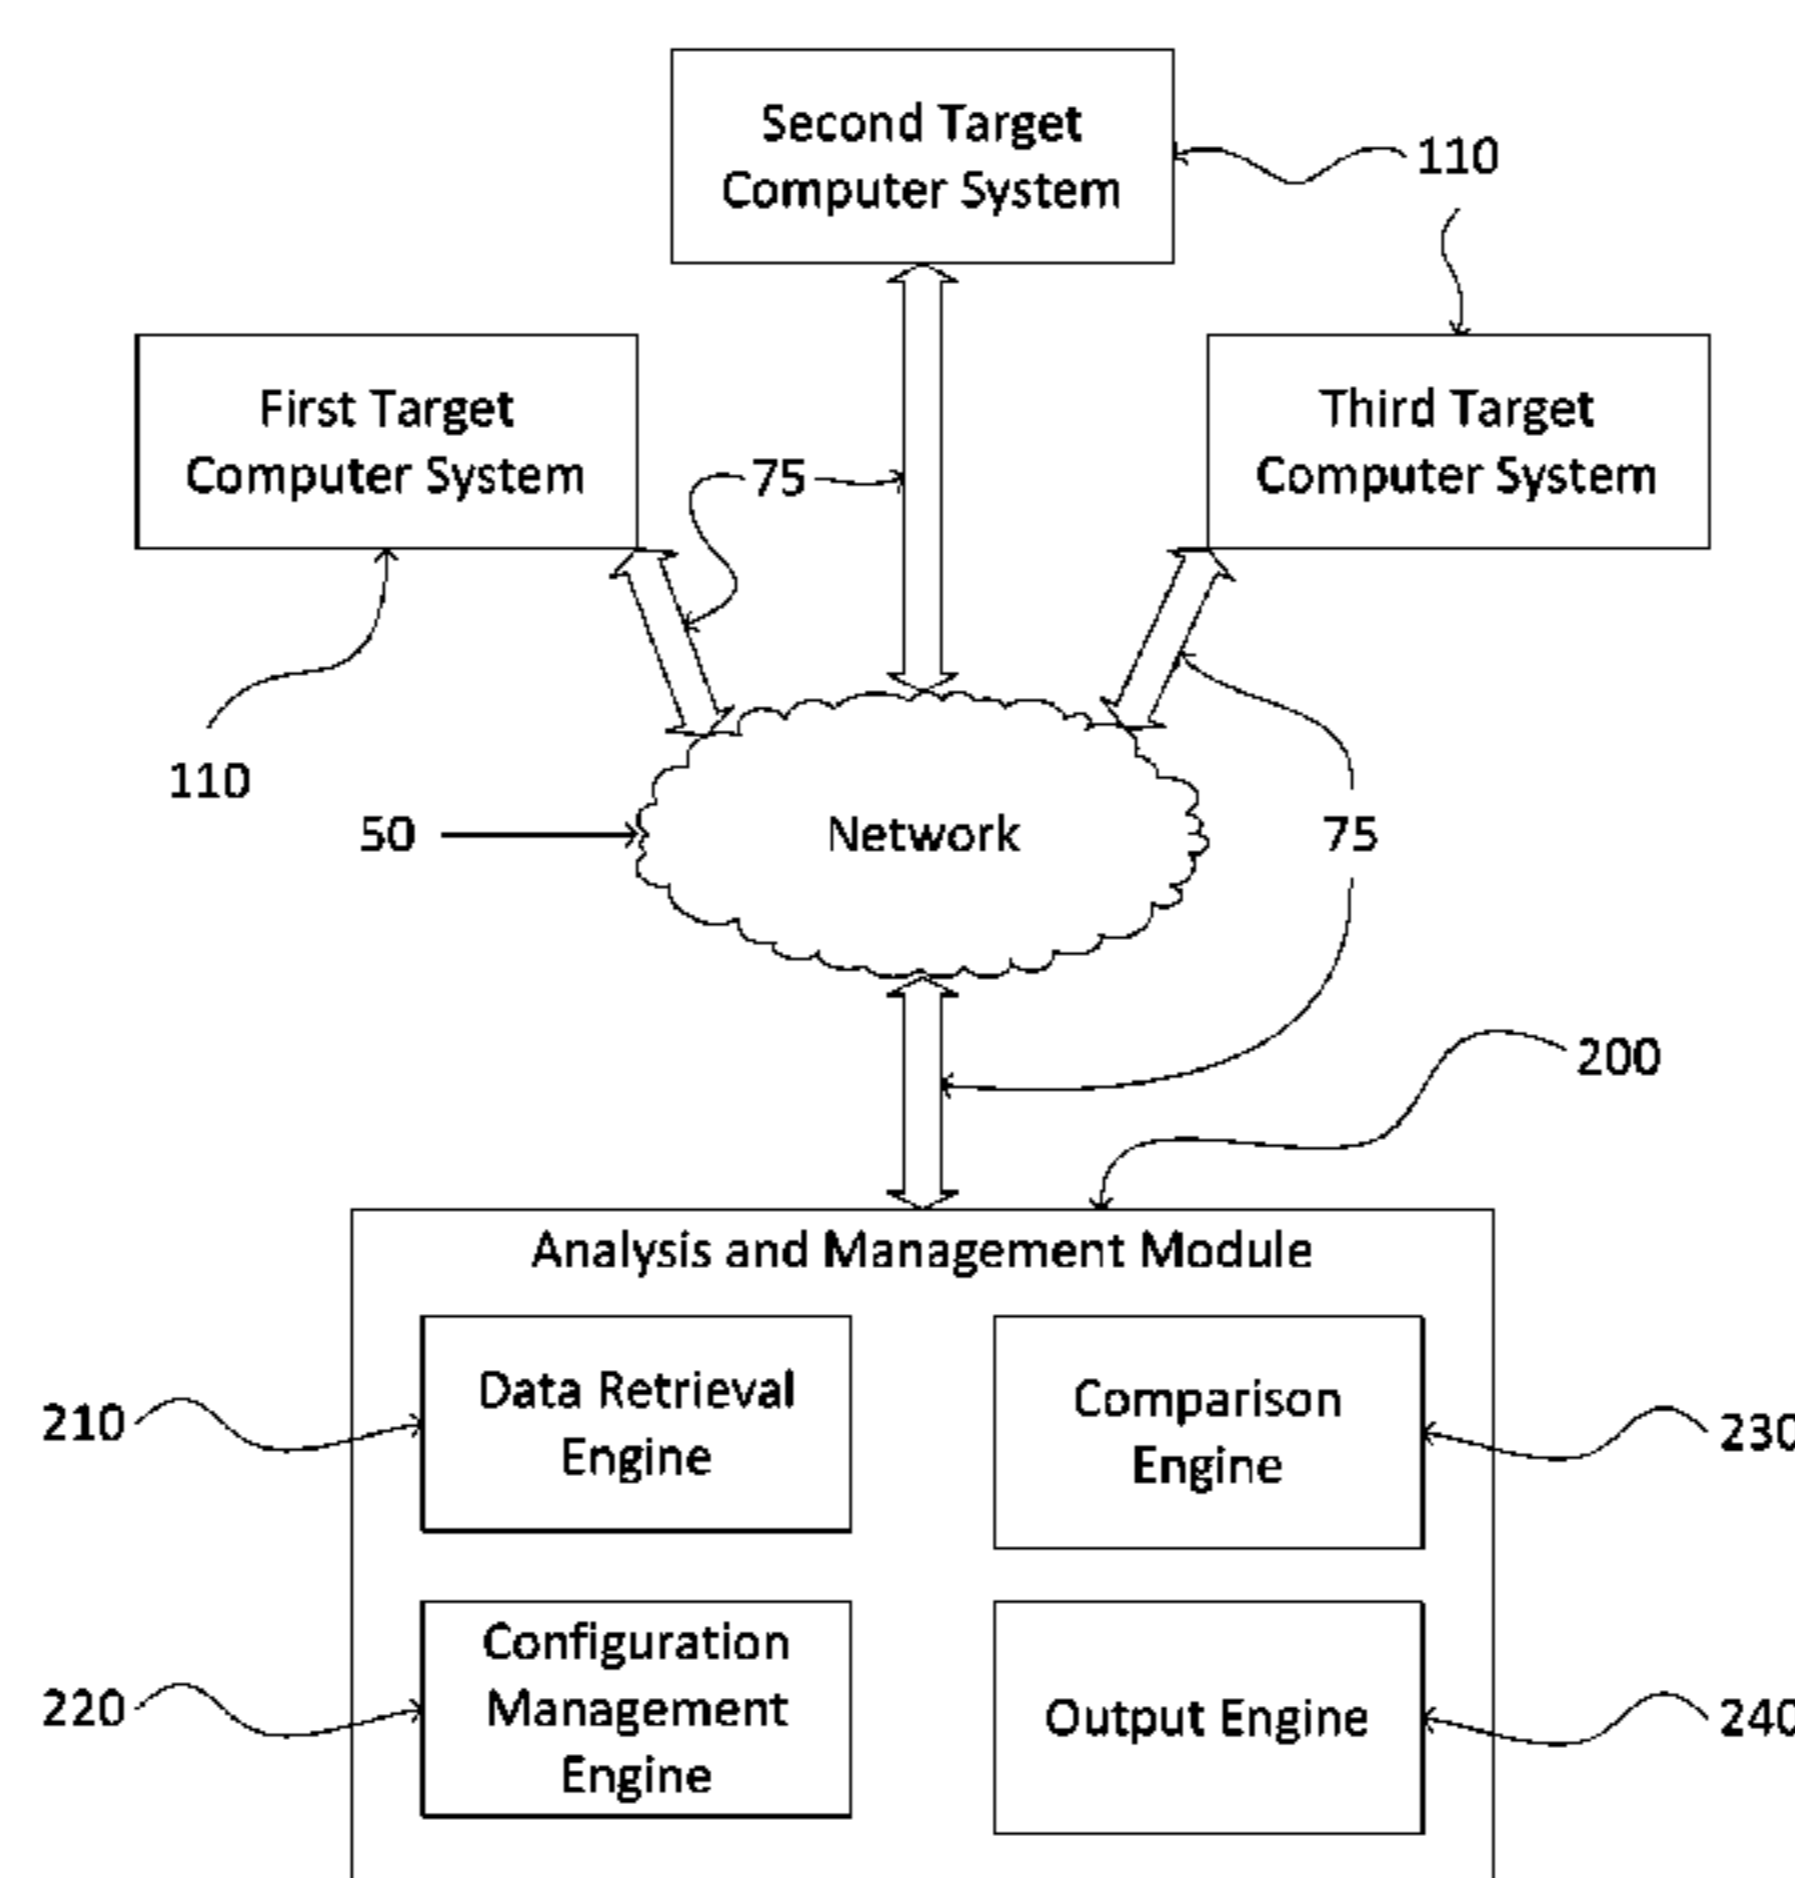 Second Target
Computer System
110
First Target
Computer System
75
Third Target
Computer System
110
50
Network
75
200
Analysis and Management Module
210
Data Retrieval
Engine
Comparison
Engine
230
220
Configuration
Management
Engine
Output Engine
240